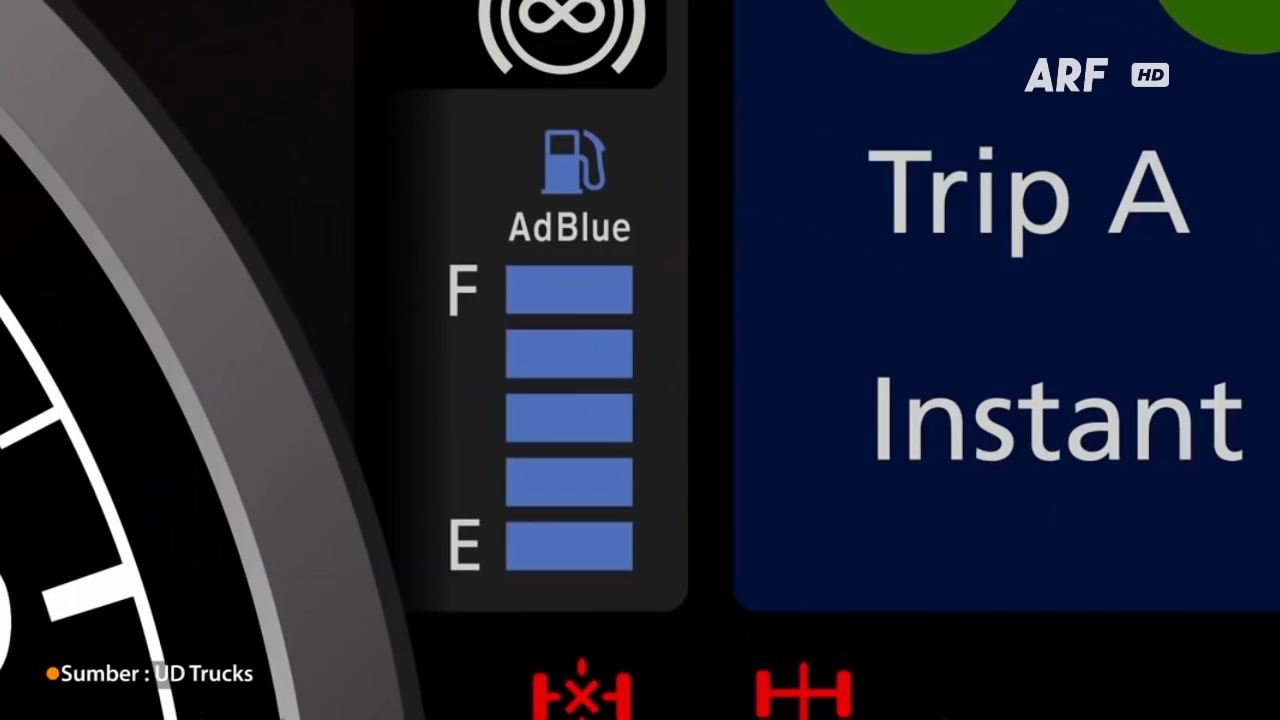 ARF HD
AdBlue
F
E
Trip A
Instant
Sumber : UD Trucks